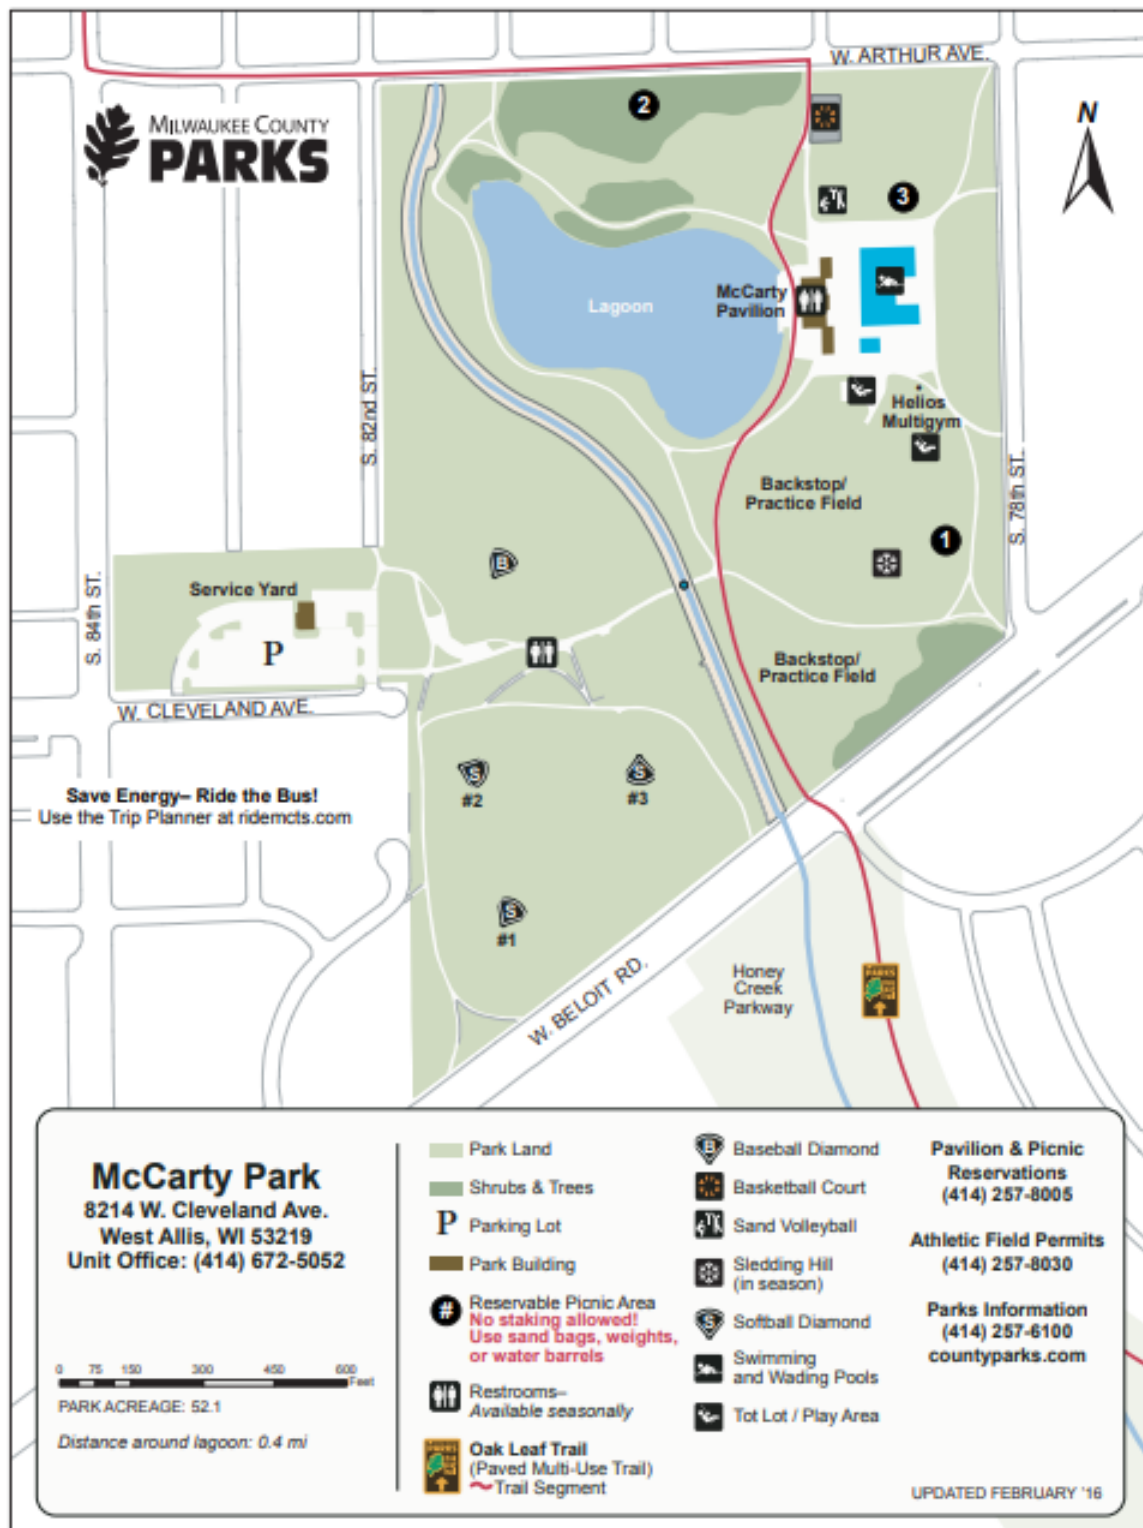 W. ARTHUR AVE.
MILWAUKEE COUNTY
PARKS
N
2
3
Lagoon
McCarty
Pavilion
S. 82nd ST.
Helios
Multigym
Backstop/
Practice Field
S. 78th ST.
1
B
Service Yard
S. 84th ST.
P
Backstop/
Practice Field
W. CLEVELAND AVE.
S
#2
S
#3
Save Energy– Ride the Bus!
Use the Trip Planner at ridemcts.com
S
#1
W. BELOIT RD.
Honey
Creek
Parkway
PARKS
McCarty Park
8214 W. Cleveland Ave.
West Allis, WI 53219
Unit Office: (414) 672-5052
0 75 150 300 450 600
Feet
PARK ACREAGE: 52.1
Distance around lagoon: 0.4 mi
Park Land
Shrubs & Trees
P Parking Lot
Park Building
# Reservable Picnic Area
No staking allowed!
Use sand bags, weights,
or water barrels
Restrooms–
Available seasonally
PARKS
Oak Leaf Trail
(Paved Multi-Use Trail)
Trail Segment
B Baseball Diamond
Basketball Court
Sand Volleyball
Sledding Hill
(in season)
S Softball Diamond
Swimming
and Wading Pools
Tot Lot / Play Area
Pavilion & Picnic
Reservations
(414) 257-8005
Athletic Field Permits
(414) 257-8030
Parks Information
(414) 257-6100
countyparks.com
UPDATED FEBRUARY '16